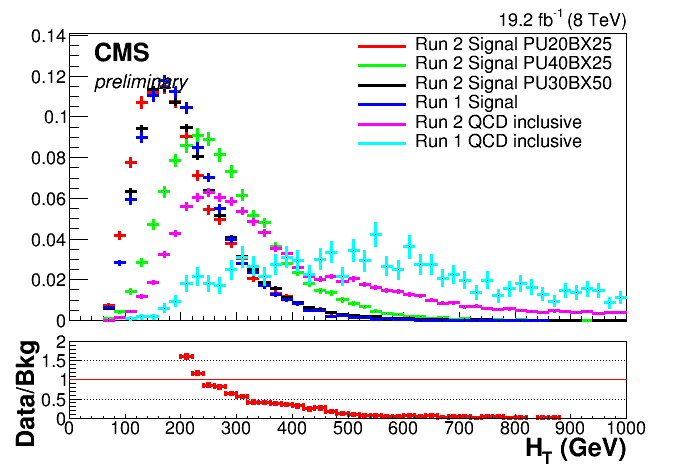 19.2 fb⁻¹ (8 TeV)
0.14
CMS
preliminary
Run 2 Signal PU20BX25
Run 2 Signal PU40BX25
Run 2 Signal PU30BX50
Run 1 Signal
Run 2 QCD inclusive
Run 1 QCD inclusive
0.12
0.1
0.08
0.06
0.04
0.02
0
Data/Bkg
2
1.5
1
0.5
0
0 100 200 300 400 500 600 700 800 900 1000
H_T (GeV)